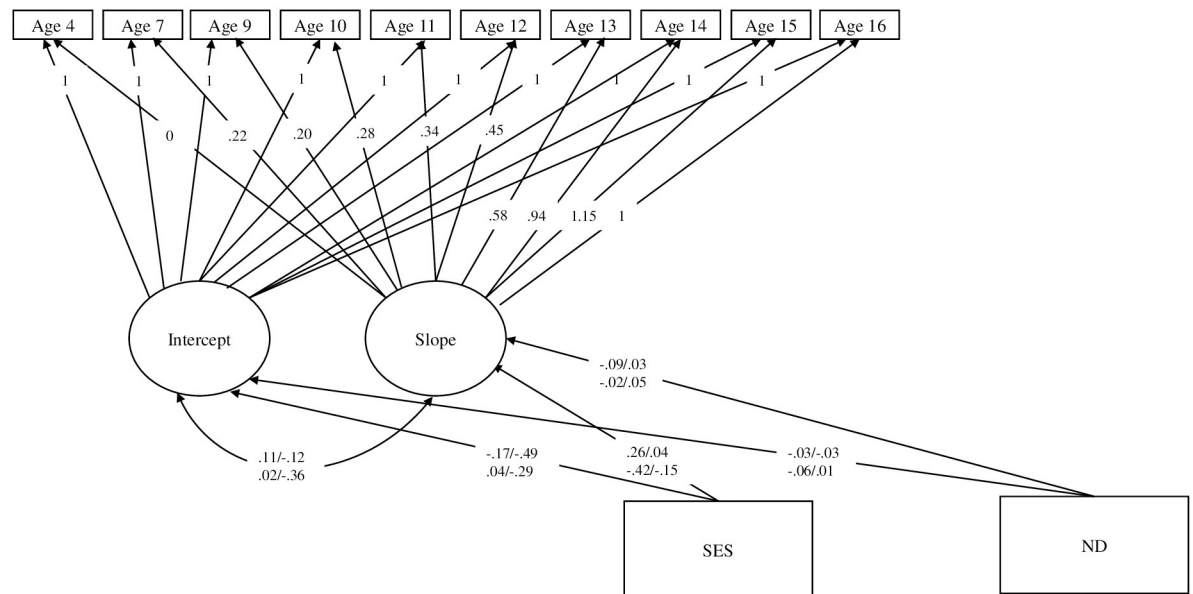 Age 4 Age 7 Age 9 Age 10 Age 11 Age 12 Age 13 Age 14 Age 15 Age 16
1 1 1 1 1 1 1 1 1 1
0 .22 .20 .28 .34 .45
.58 .94 1.15 1
Intercept Slope
-.09/.03
-.02/.05
.11/-.12 -.17/-.49 .26/.04 -.03/-.03
.02/-.36 .04/-.29 -.42/-.15 -.06/.01
SES ND